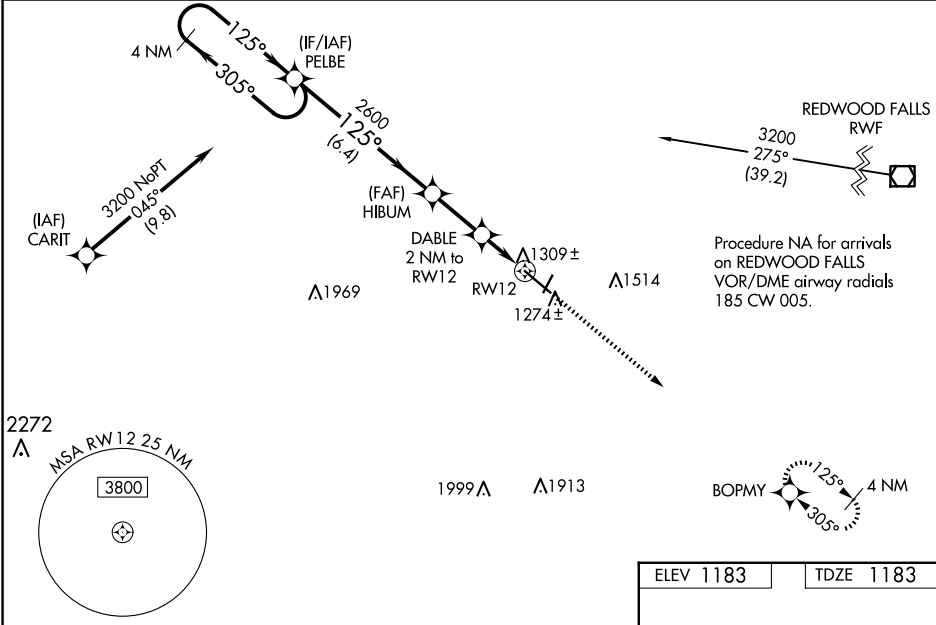 4 NM
125°
305°
(IF/IAF)
PELBE
2600
125°
(6.4)
REDWOOD FALLS
RWF
3200
275°
(39.2)
3200 NoPT
045°
(9.8)
(IAF)
CARIT
(FAF)
HIBUM
DABLE
2 NM to
RW12
1309±
RW12
1274±
1514
1969
Procedure NA for arrivals
on REDWOOD FALLS
VOR/DME airway radials
185 CW 005.
2272
MSA RW12 25 NM
3800
1999
1913
BOPMY
125°
305°
4 NM
ELEV 1183
TDZE 1183